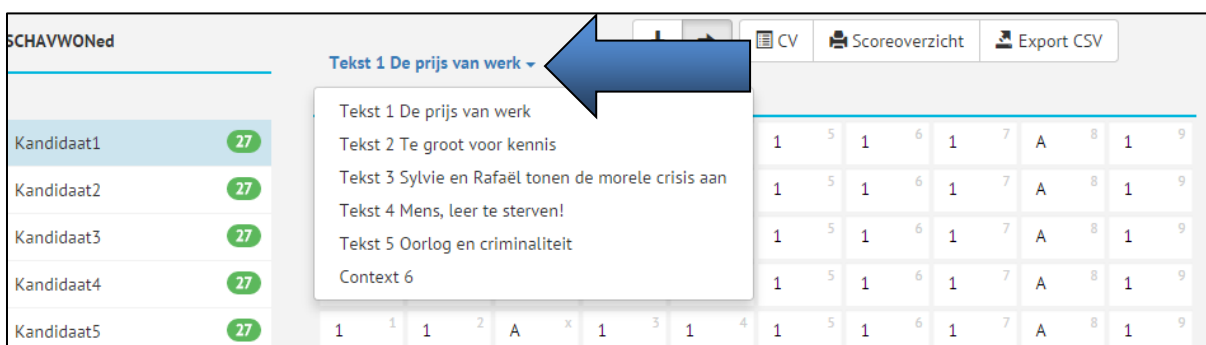 SCHAVWONed
CV Scoreoverzicht Export CSV
Tekst 1 De prijs van werk
Tekst 1 De prijs van werk
Tekst 2 Te groot voor kennis
Tekst 3 Sylvie en Rafaël tonen de morele crisis aan
Tekst 4 Mens, leer te sterven!
Tekst 5 Oorlog en criminaliteit
Context 6
Kandidaat1 27 1 5 1 6 1 7 A 8 1 9
Kandidaat2 27 1 5 1 6 1 7 A 8 1 9
Kandidaat3 27 1 5 1 6 1 7 A 8 1 9
Kandidaat4 27 1 5 1 6 1 7 A 8 1 9
Kandidaat5 27 1 1 1 2 A x 1 3 1 4 1 5 1 6 1 7 A 8 1 9